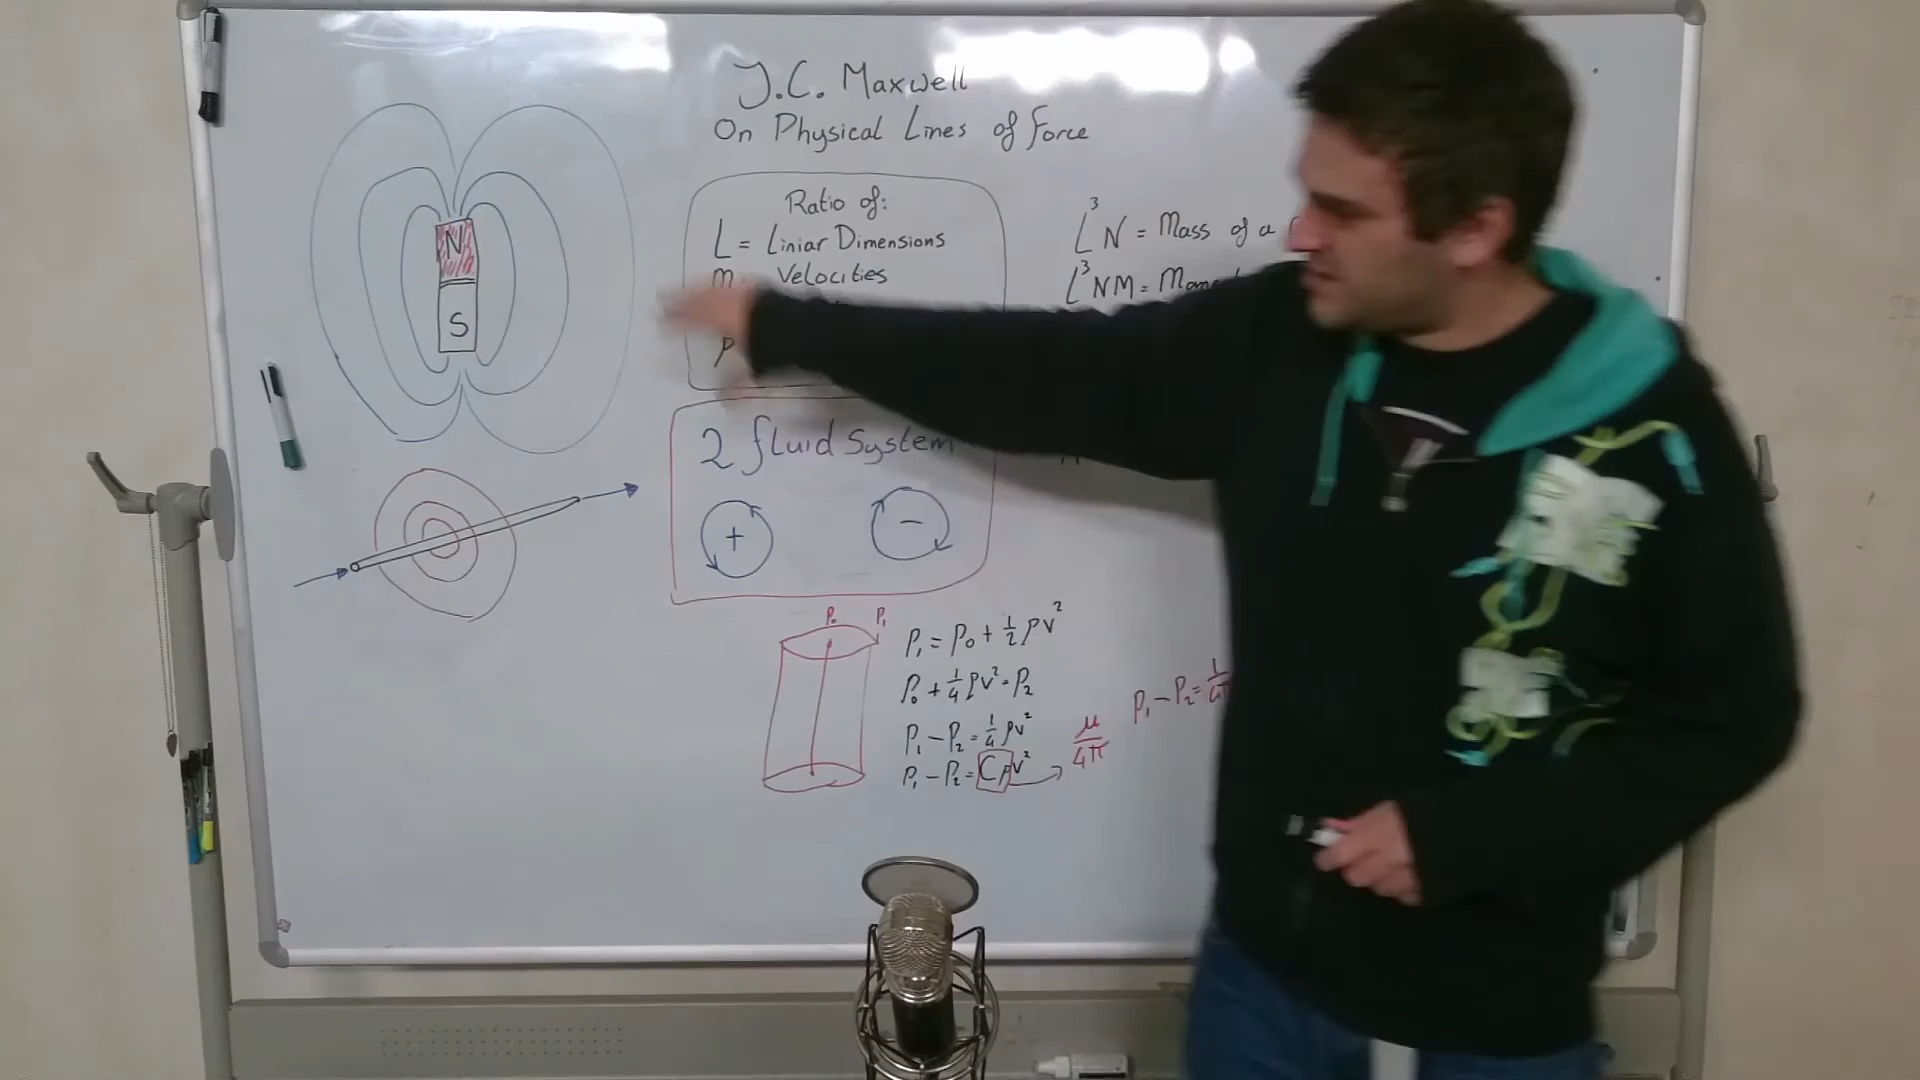 J.C. Maxwell
On Physical Lines of Force
N
S
Ratio of:
L = Liniar Dimensions
m Velocities
ρ
L³N = Mass of a
L³NM =
2 fluid System
+
−
P₀ P₁
P₁ = P₀ + ½ρv²
P₀ + ¼ρv² = P₂
P₁ − P₂ = ¼ρv²
P₁ − P₂ = Cρv²
μ/4π
P₁ − P₂ = 1/4π